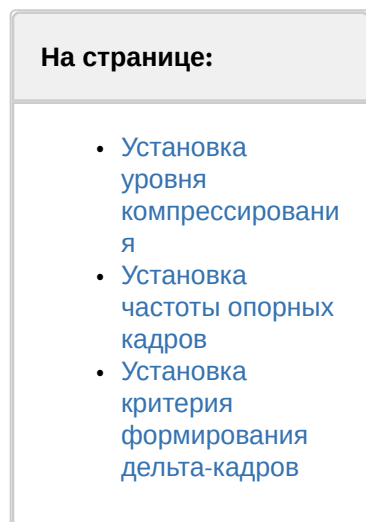 На странице:
• Установка
уровня
компрессировани
я
• Установка
частоты опорных
кадров
• Установка
критерия
формирования
дельта-кадров